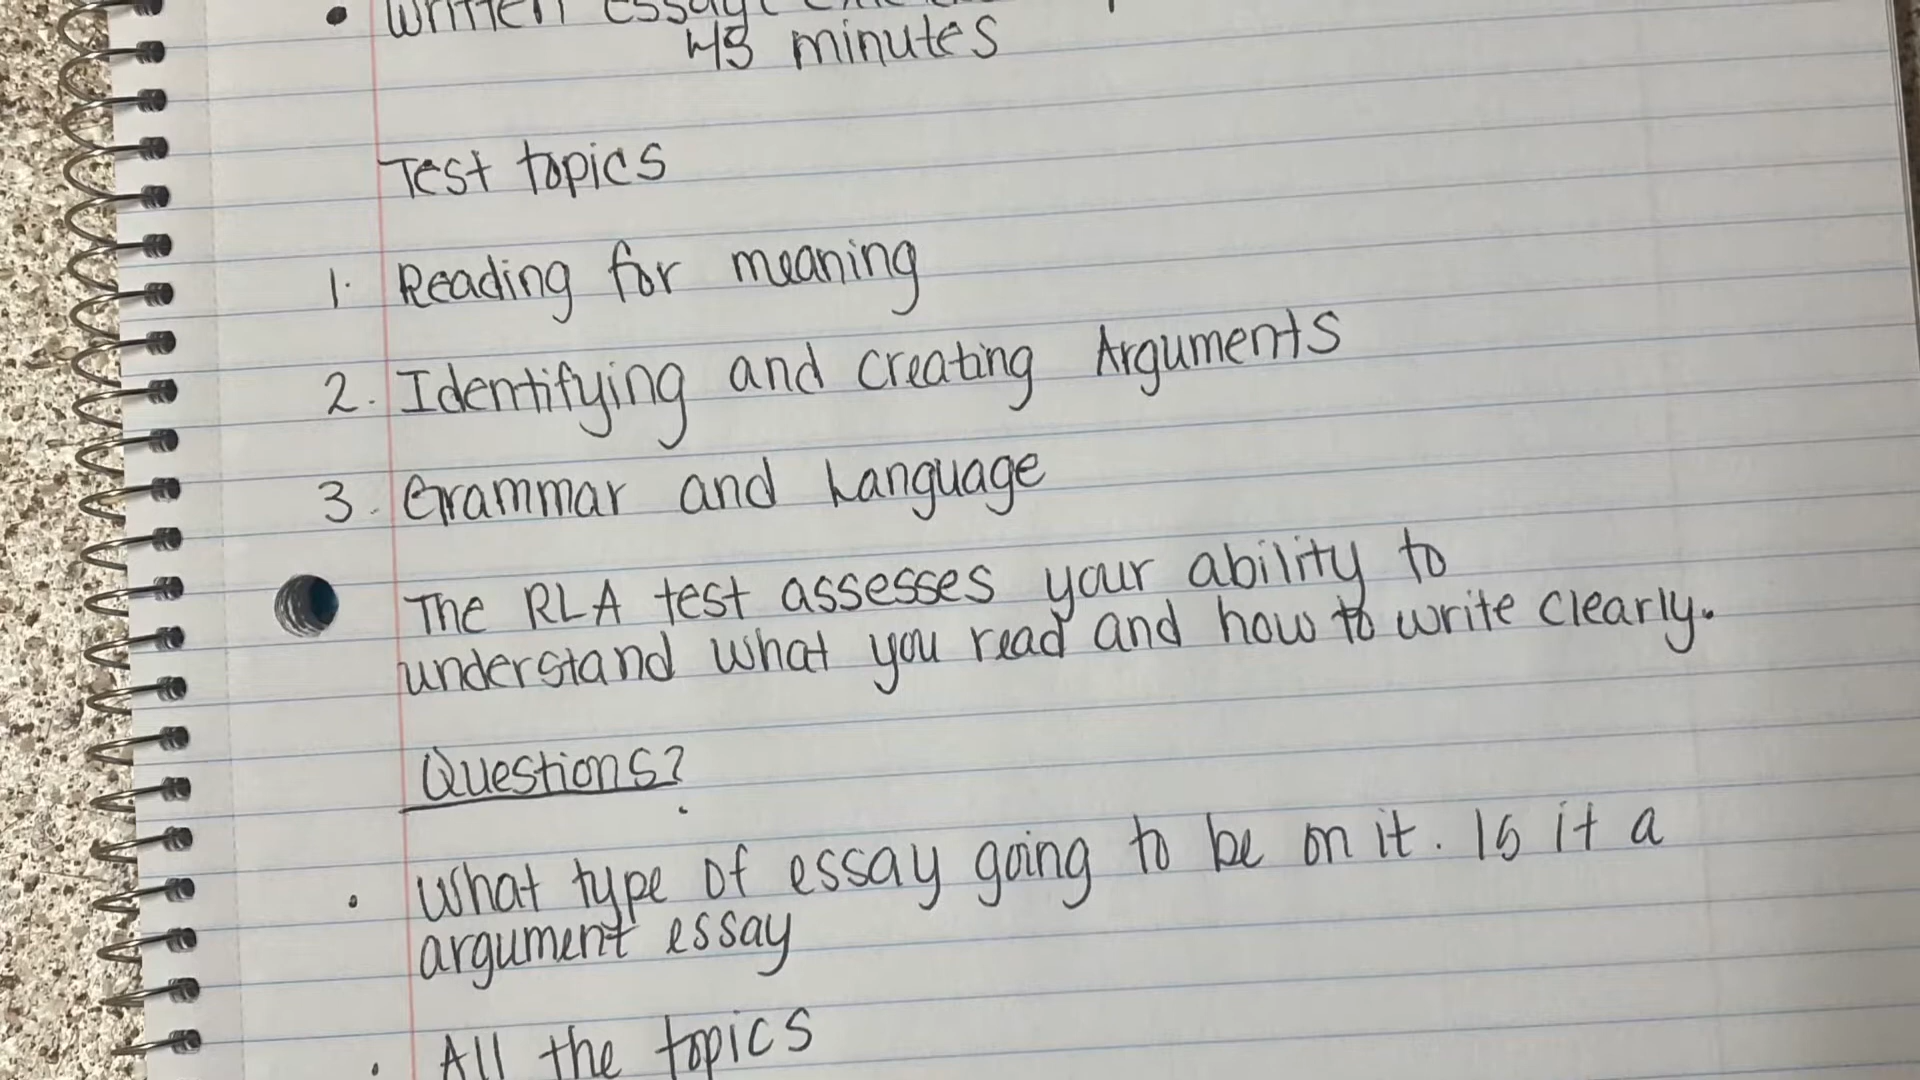 • written essay:
45 minutes
Test topics
1. Reading for meaning
2. Identifying and creating Arguments
3. Grammar and Language
The RLA test assesses your ability to
understand what you read and how to write clearly.
Questions?
• What type of essay going to be on it. Is it a
argument essay
• All the topics